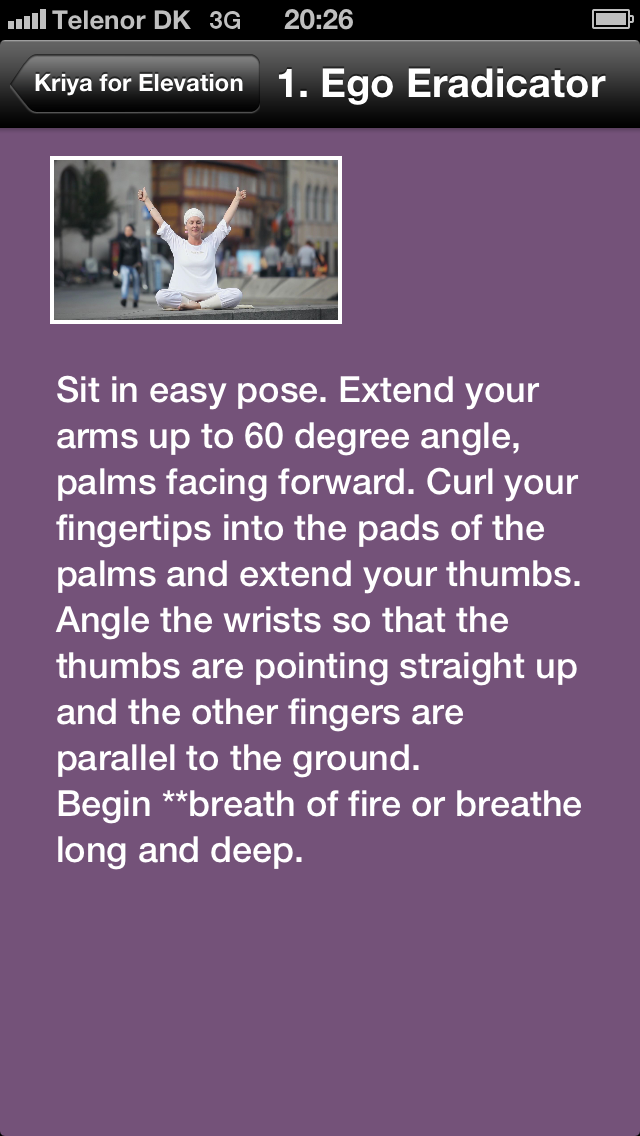 Telenor DK 3G 20:26
Kriya for Elevation 1. Ego Eradicator
Sit in easy pose. Extend your
arms up to 60 degree angle,
palms facing forward. Curl your
fingertips into the pads of the
palms and extend your thumbs.
Angle the wrists so that the
thumbs are pointing straight up
and the other fingers are
parallel to the ground.
Begin **breath of fire or breathe
long and deep.